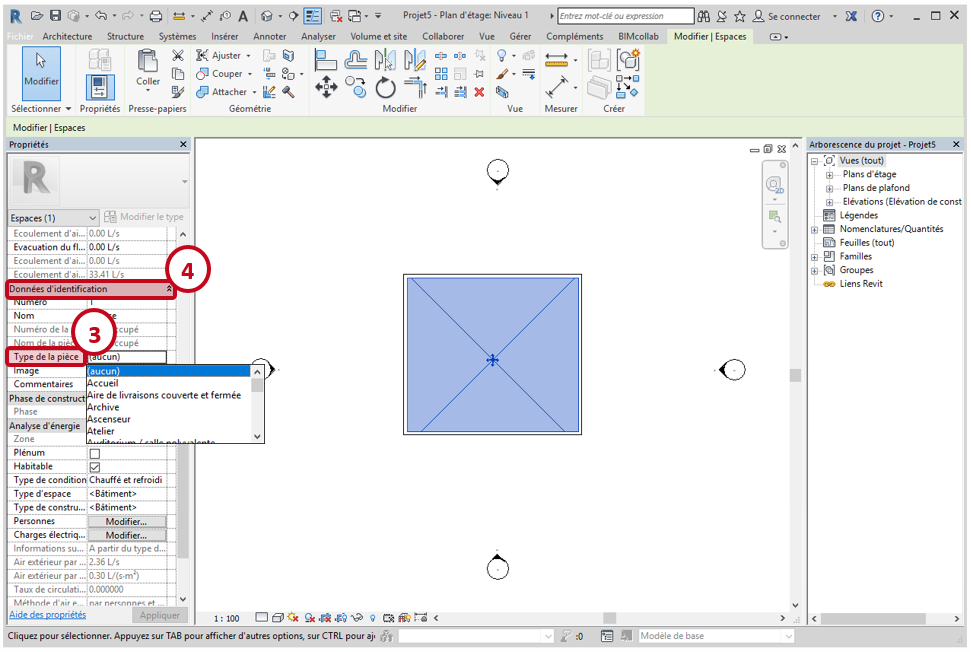 Projet5 - Plan d'étage: Niveau 1
Entrez mot-clé ou expression
Se connecter
Fichier Architecture Structure Systèmes Insérer Annoter Analyser Volume et site Collaborer Vue Gérer Compléments BIMcollab Modifier | Espaces
Modifier
Coller
Ajuster
Couper
Attacher
Sélectionner Propriétés Presse-papiers Géométrie Modifier Vue Mesurer Créer
Modifier | Espaces
Propriétés
R
Espaces (1) Modifier le type
Ecoulement d'ai... 0.00 L/s
Evacuation du fl... 0.00 L/s
Ecoulement d'ai... 0.00 L/s
Ecoulement d'ai... 33.41 L/s
4
Données d'identification
Numéro 1
Nom
Numéro de la
3
Nom de la piè
Type de la pièce (aucun)
Image
Commentaires
Phase de construct
Phase
Analyse d'énergie
Zone
(aucun)
Accueil
Aire de livraisons couverte et fermée
Archive
Ascenseur
Atelier
Auditorium / salle polyvalente
Plénum
Habitable
Type de condition Chauffé et refroidi
Type d'espace <Bâtiment>
Type de constru... <Bâtiment>
Personnes Modifier...
Charges électriq... Modifier...
Informations su... A partir du type d...
Air extérieur par ... 2.36 L/s
Air extérieur par ... 0.30 L/(s·m²)
Taux de circulati... 0.000000
Méthode d'air e... par personnes et ...
Aide des propriétés Appliquer
2D
1 : 100
Arborescence du projet - Projet5
Vues (tout)
Plans d'étage
Plans de plafond
Elévations (Elévation de const
Légendes
Nomenclatures/Quantités
Feuilles (tout)
Familles
Groupes
Liens Revit
Cliquez pour sélectionner. Appuyez sur TAB pour afficher d'autres options, sur CTRL pour aj
:0
Modèle de base